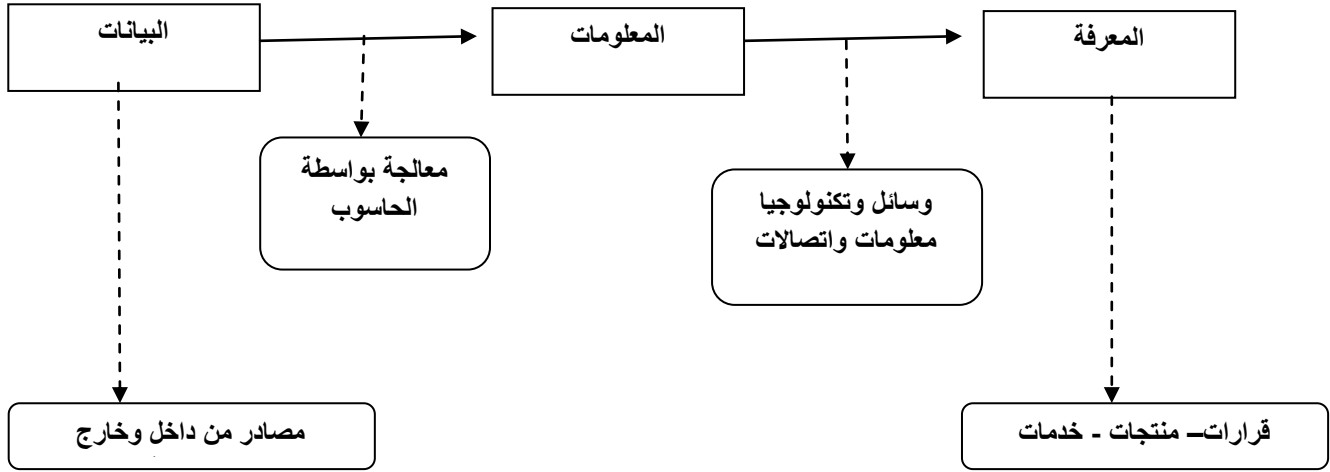 البيانات
المعلومات
المعرفة
معالجة بواسطة
الحاسوب
وسائل وتكنولوجيا
معلومات واتصالات
مصادر من داخل وخارج
قرارات– منتجات - خدمات